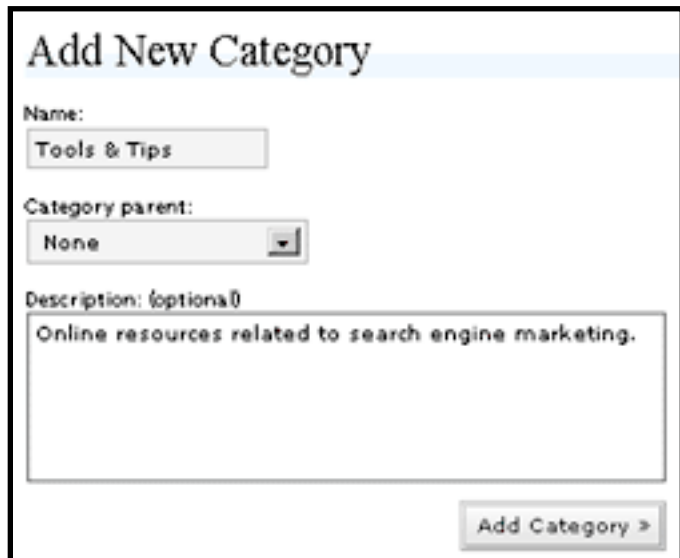 Add New Category
Name:
Tools & Tips
Category parent:
None
Description: (optional)
Online resources related to search engine marketing.
Add Category »